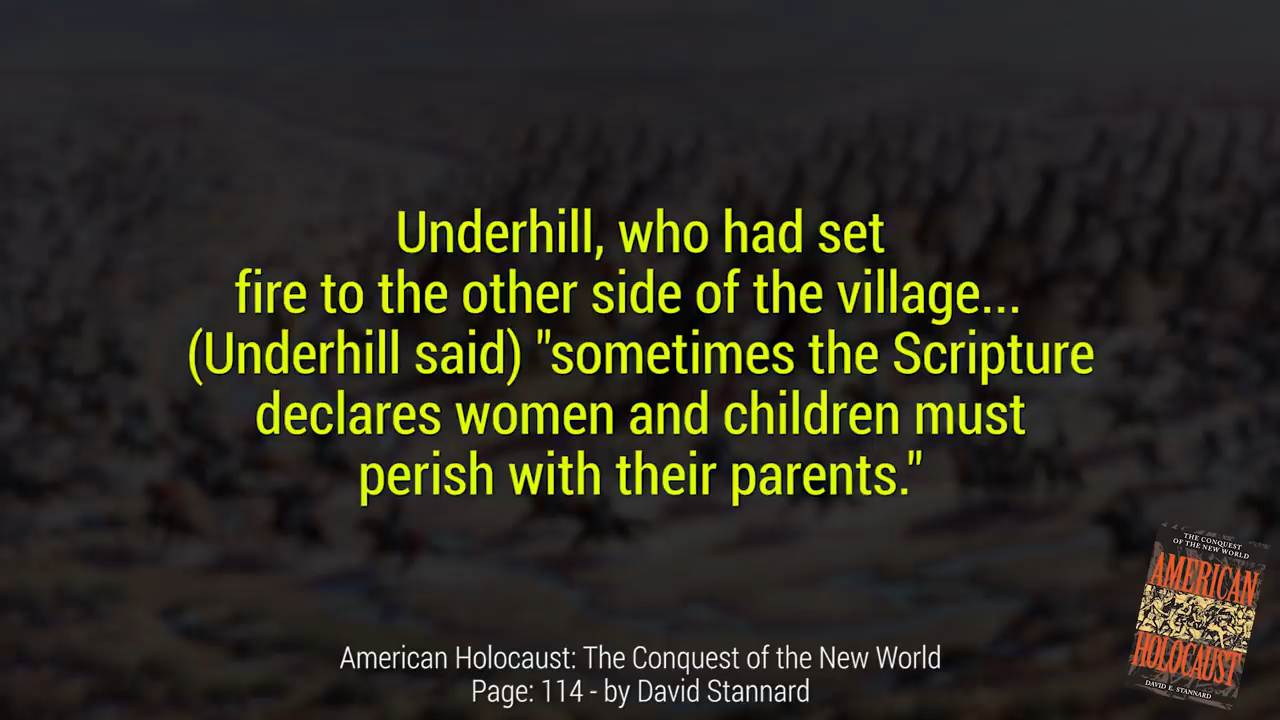 Underhill, who had set
fire to the other side of the village...
(Underhill said) "sometimes the Scripture
declares women and children must
perish with their parents."
THE CONQUEST
OF THE NEW WORLD
AMERICAN
HOLOCAUST
DAVID E. STANNARD
American Holocaust: The Conquest of the New World
Page: 114 - by David Stannard